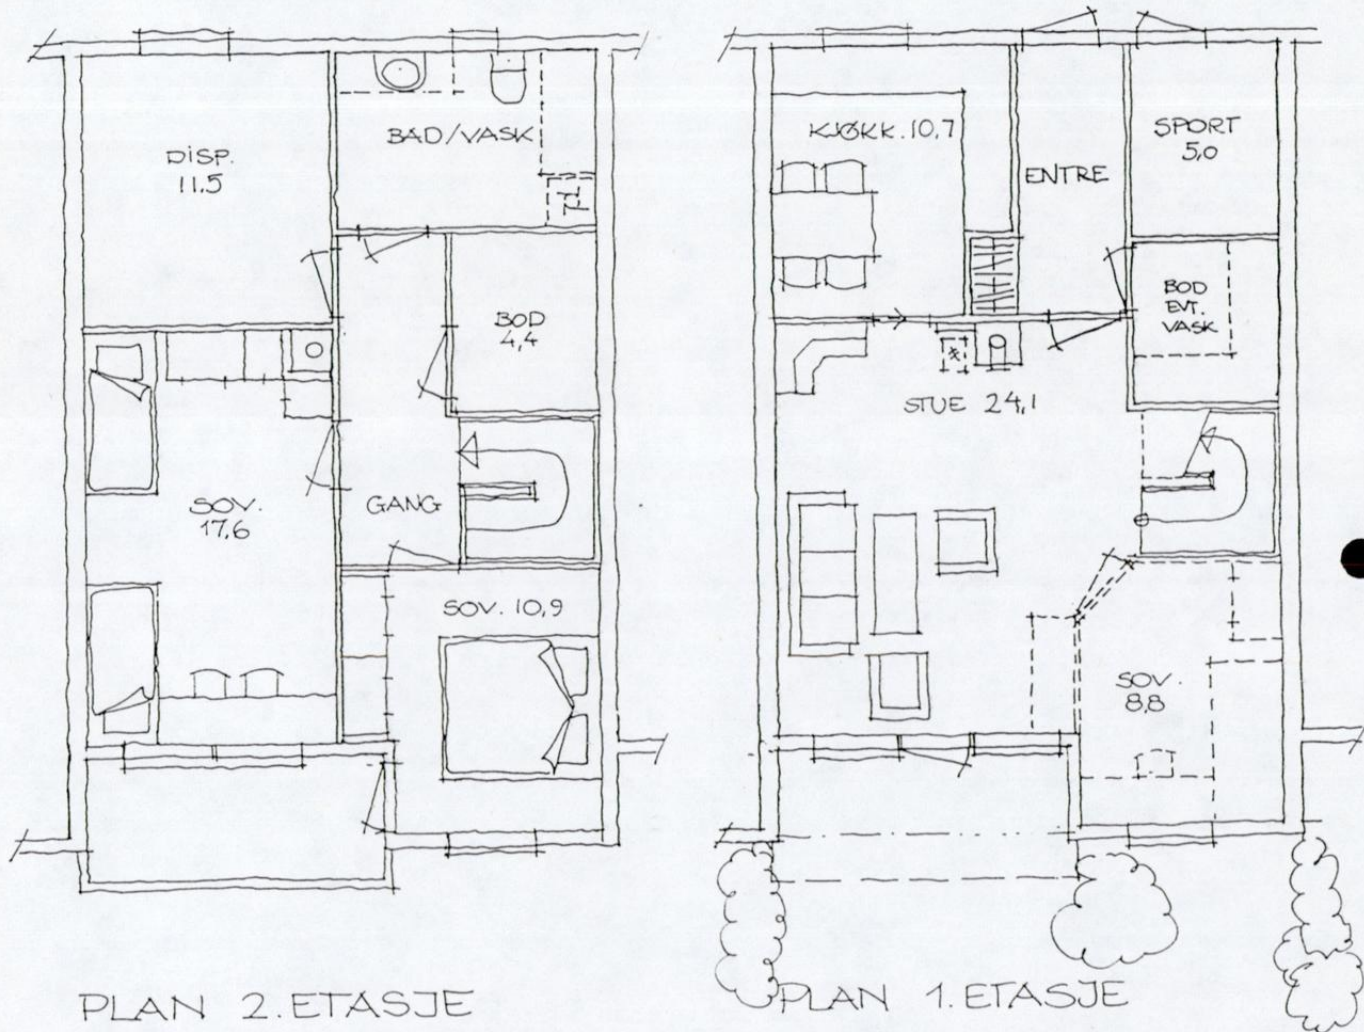 DISP.
11.5
BAD/VASK
BOD
4,4
SOV.
17,6
GANG
SOV. 10,9
PLAN 2.ETASJE
KJØKK. 10,7
ENTRE
SPORT
5,0
BOD
EVT.
VASK
STUE 24,1
SOV.
8,8
PLAN 1.ETASJE